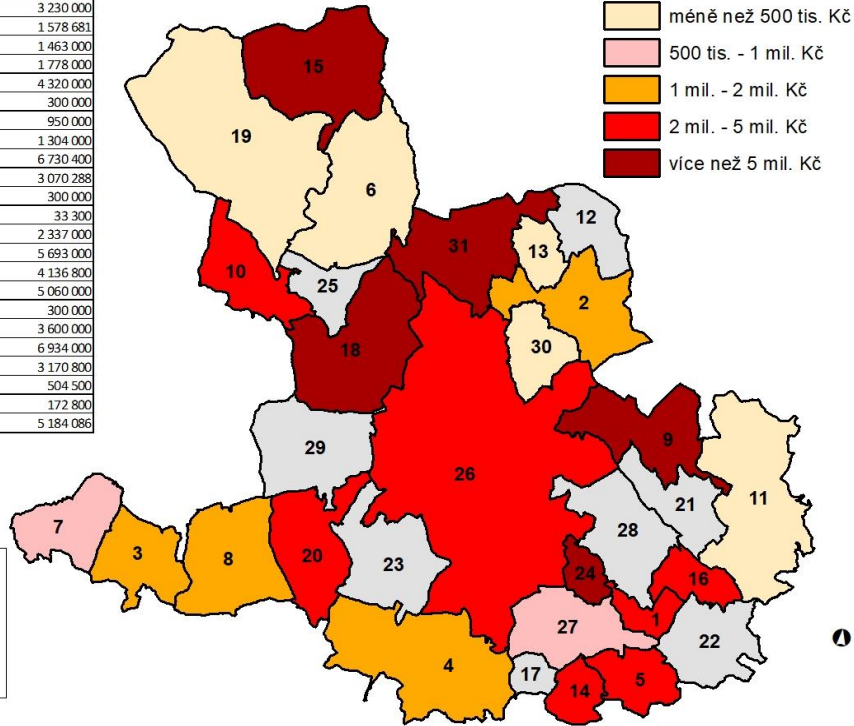 3 230 000
1 578 681
1 463 000
1 778 000
4 320 000
300 000
950 000
1 304 000
6 730 400
3 070 288
300 000
33 300
2 337 000
5 693 000
4 136 800
5 060 000
300 000
3 600 000
6 934 000
3 170 800
504 500
172 800
5 184 086
méně než 500 tis. Kč
500 tis. - 1 mil. Kč
1 mil. - 2 mil. Kč
2 mil. - 5 mil. Kč
více než 5 mil. Kč
15
19
6
12
31
13
10
25
2
18
30
9
29
26
11
21
7
3
8
20
23
28
24
16
1
27
22
4
17
14
5